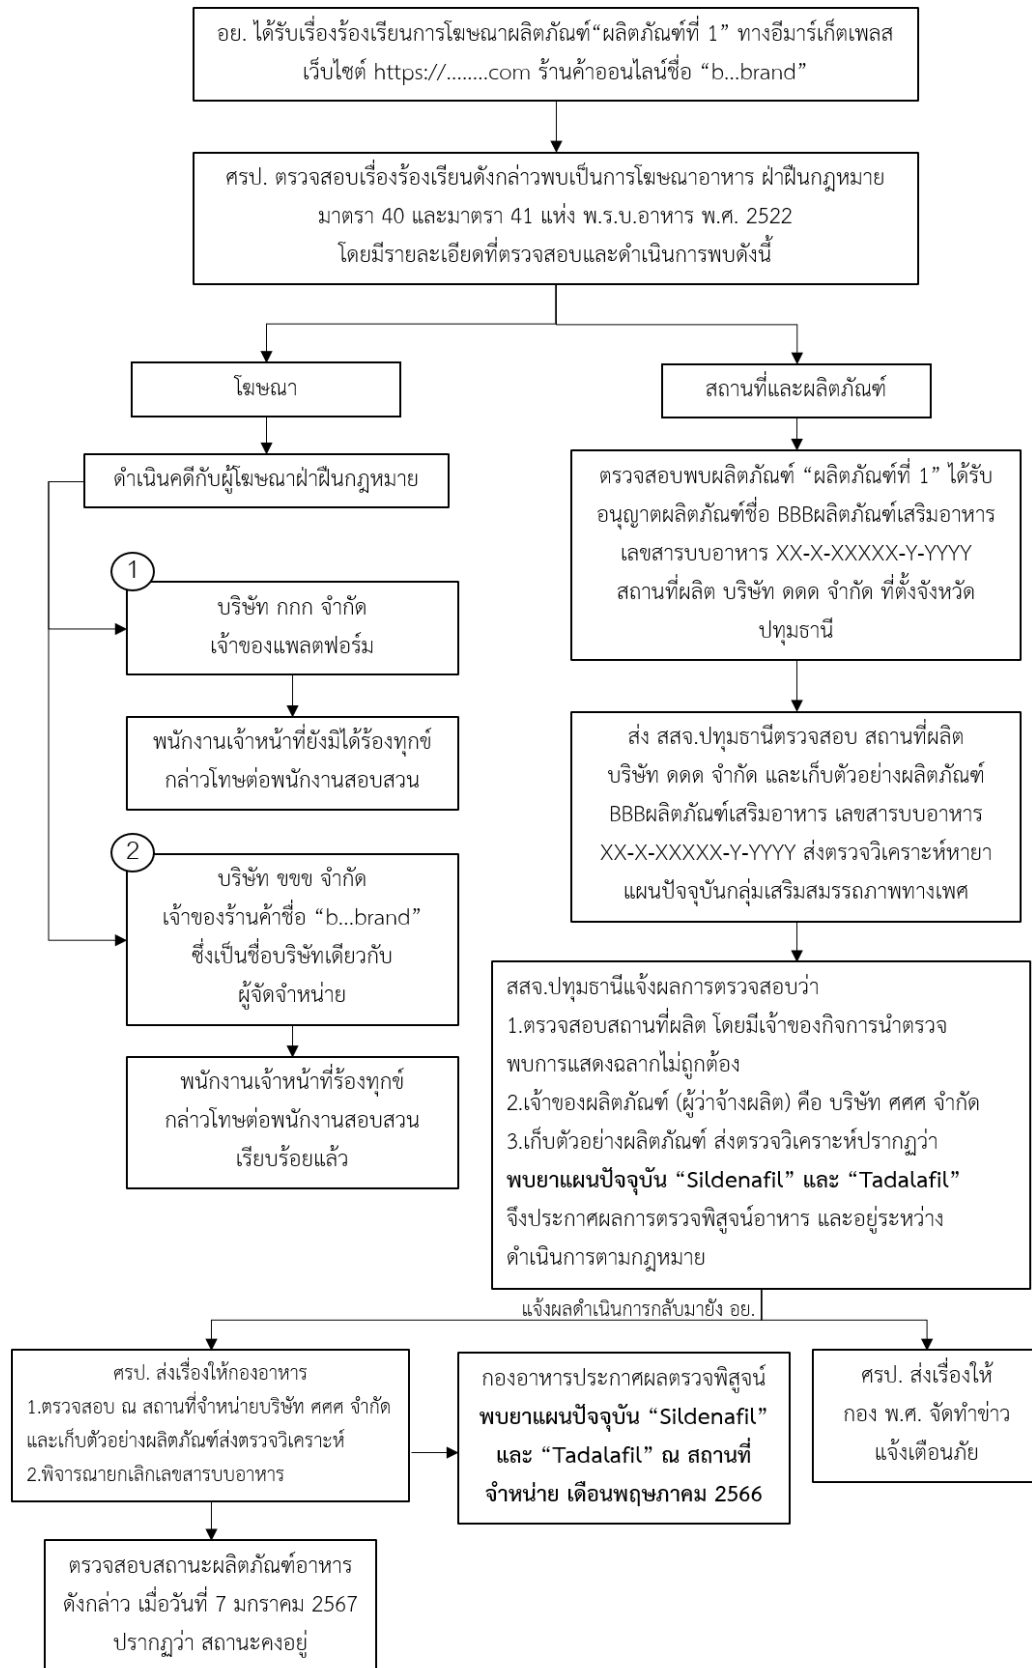 อย. ได้รับเรื่องร้องเรียนการโฆษณาผลิตภัณฑ์“ผลิตภัณฑ์ที่ 1” ทางอีมาร์เก็ตเพลส
เว็บไซต์ https://........com ร้านค้าออนไลน์ชื่อ “b...brand”
ศรป. ตรวจสอบเรื่องร้องเรียนดังกล่าวพบเป็นการโฆษณาอาหาร ฝ่าฝืนกฎหมาย
มาตรา 40 และมาตรา 41 แห่ง พ.ร.บ.อาหาร พ.ศ. 2522
โดยมีรายละเอียดที่ตรวจสอบและดำเนินการพบดังนี้
โฆษณา
ดำเนินคดีกับผู้โฆษณาฝ่าฝืนกฎหมาย
1
บริษัท กกก จำกัด
เจ้าของแพลตฟอร์ม
พนักงานเจ้าหน้าที่ยังมิได้ร้องทุกข์
กล่าวโทษต่อพนักงานสอบสวน
2
บริษัท ขขข จำกัด
เจ้าของร้านค้าชื่อ “b...brand”
ซึ่งเป็นชื่อบริษัทเดียวกับ
ผู้จัดจำหน่าย
พนักงานเจ้าหน้าที่ร้องทุกข์
กล่าวโทษต่อพนักงานสอบสวน
เรียบร้อยแล้ว
สถานที่และผลิตภัณฑ์
ตรวจสอบพบผลิตภัณฑ์ “ผลิตภัณฑ์ที่ 1” ได้รับ
อนุญาตผลิตภัณฑ์ชื่อ BBBผลิตภัณฑ์เสริมอาหาร
เลขสารบบอาหาร XX-X-XXXXX-Y-YYYY
สถานที่ผลิต บริษัท ดดด จำกัด ที่ตั้งจังหวัด
ปทุมธานี
ส่ง สสจ.ปทุมธานีตรวจสอบ สถานที่ผลิต
บริษัท ดดด จำกัด และเก็บตัวอย่างผลิตภัณฑ์
BBBผลิตภัณฑ์เสริมอาหาร เลขสารบบอาหาร
XX-X-XXXXX-Y-YYYY ส่งตรวจวิเคราะห์หายา
แผนปัจจุบันกลุ่มเสริมสมรรถภาพทางเพศ
สสจ.ปทุมธานีแจ้งผลการตรวจสอบว่า
1.ตรวจสอบสถานที่ผลิต โดยมีเจ้าของกิจการนำตรวจ
พบการแสดงฉลากไม่ถูกต้อง
2.เจ้าของผลิตภัณฑ์ (ผู้ว่าจ้างผลิต) คือ บริษัท ศศศ จำกัด
3.เก็บตัวอย่างผลิตภัณฑ์ ส่งตรวจวิเคราะห์ปรากฏว่า
พบยาแผนปัจจุบัน “Sildenafil” และ “Tadalafil”
จึงประกาศผลการตรวจพิสูจน์อาหาร และอยู่ระหว่าง
ดำเนินการตามกฎหมาย
แจ้งผลดำเนินการกลับมายัง อย.
ศรป. ส่งเรื่องให้กองอาหาร
1.ตรวจสอบ ณ สถานที่จำหน่ายบริษัท ศศศ จำกัด
และเก็บตัวอย่างผลิตภัณฑ์ส่งตรวจวิเคราะห์
2.พิจารณายกเลิกเลขสารบบอาหาร
กองอาหารประกาศผลตรวจพิสูจน์
พบยาแผนปัจจุบัน “Sildenafil”
และ “Tadalafil” ณ สถานที่
จำหน่าย เดือนพฤษภาคม 2566
ศรป. ส่งเรื่องให้
กอง พ.ศ. จัดทำข่าว
แจ้งเตือนภัย
ตรวจสอบสถานะผลิตภัณฑ์อาหาร
ดังกล่าว เมื่อวันที่ 7 มกราคม 2567
ปรากฏว่า สถานะคงอยู่